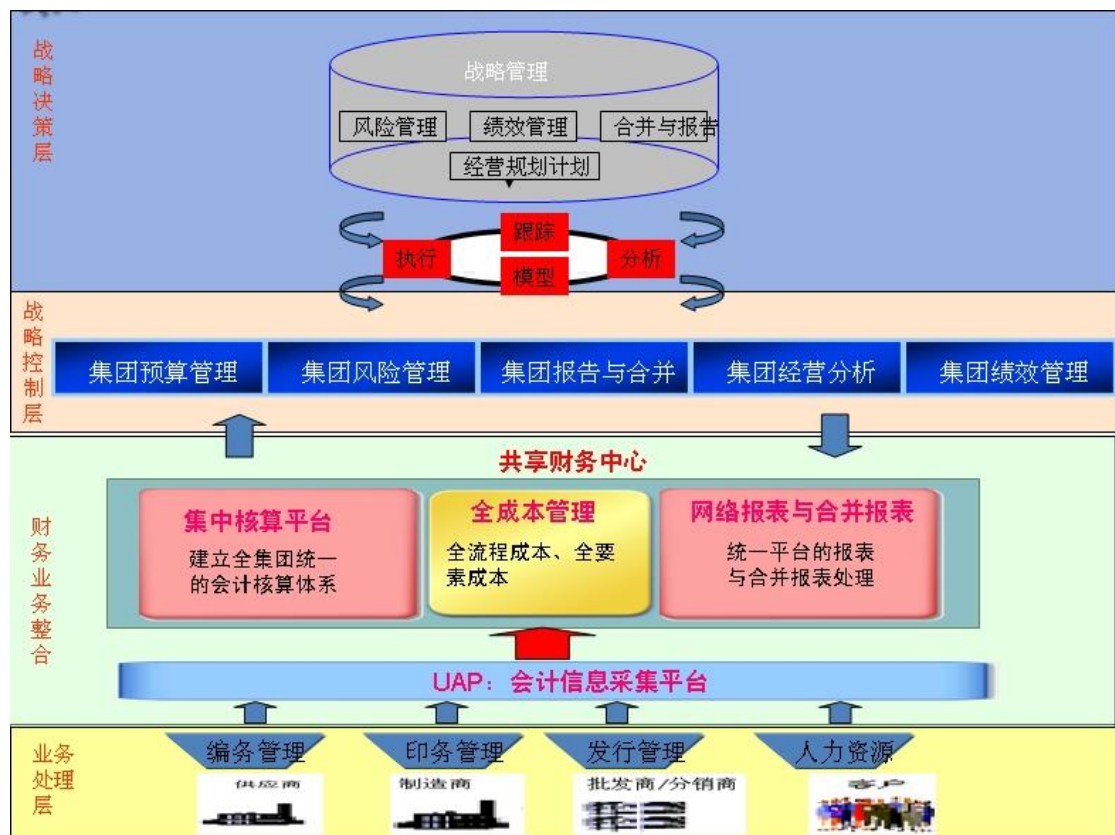 战略决策层
战略管理
风险管理
绩效管理
合并与报告
经营规划计划
跟踪
执行
分析
模型
战略控制层
集团预算管理
集团风险管理
集团报告与合并
集团经营分析
集团绩效管理
共享财务中心
财务业务整合
集中核算平台
建立全集团统一
的会计核算体系
全成本管理
全流程成本、全要
素成本
网络报表与合并报表
统一平台的报表
与合并报表处理
UAP：会计信息采集平台
业务
处理
层
编务管理
印务管理
发行管理
人力资源
供应商
制造商
批发商/分销商
客户